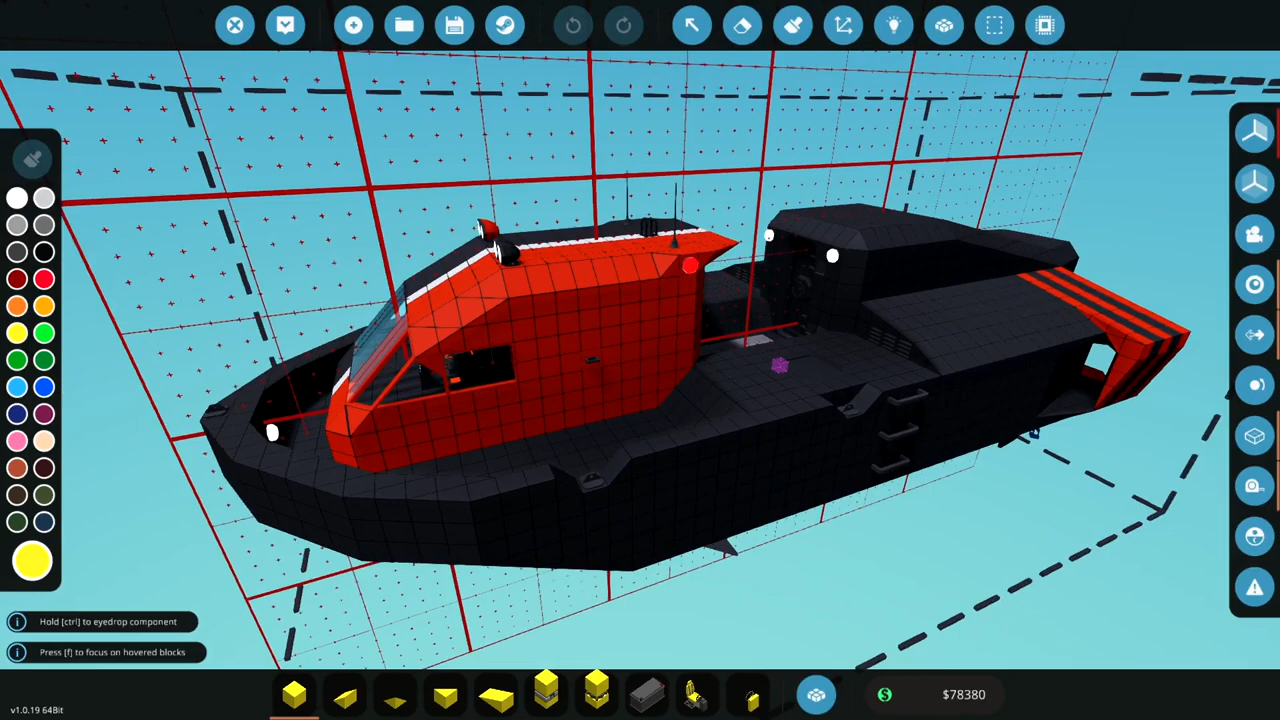 Hold [ctrl] to eyedrop component
Press [f] to focus on hovered blocks
$78380
v1.0.19 64Bit